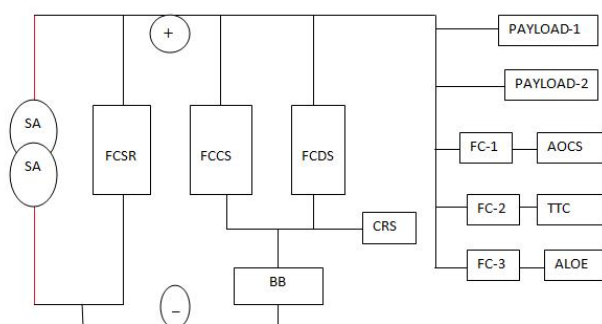 +
PAYLOAD-1
PAYLOAD-2
SA
SA
FCSR
FCCS
FCDS
FC-1
AOCS
FC-2
TTC
CRS
FC-3
ALOE
BB
_